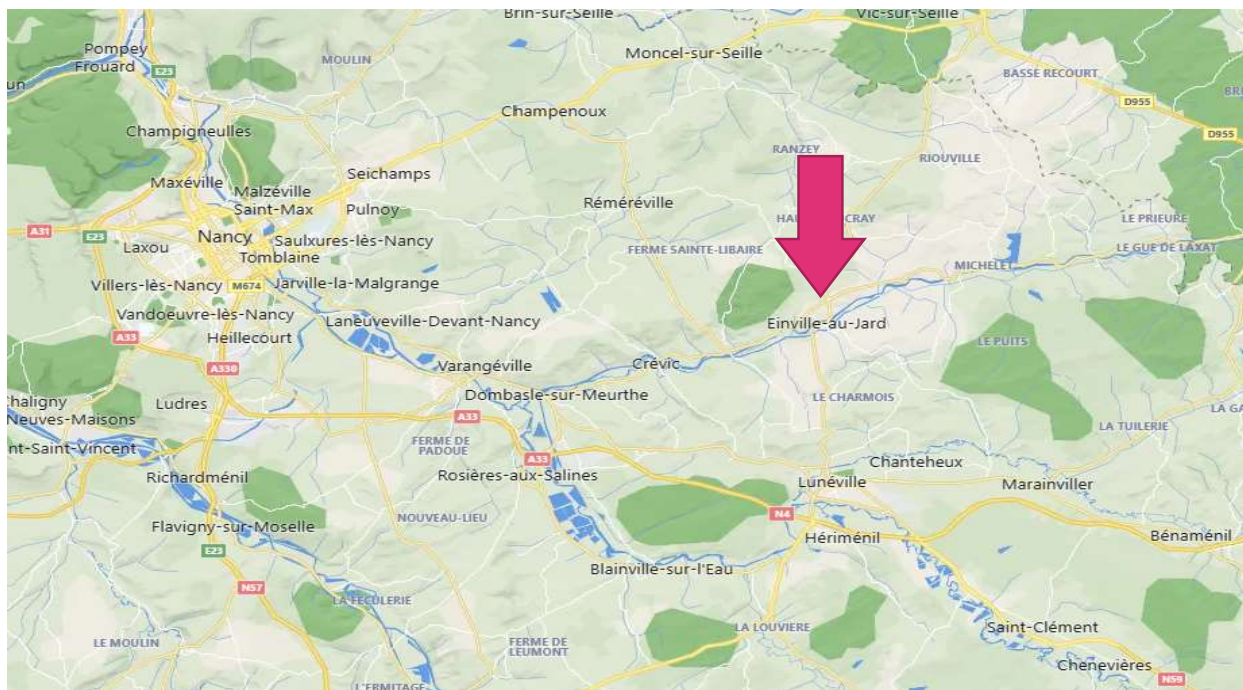 Brin-sur-Seille
Vic-sur-Seille
Pompey
Moncel-sur-Seille
MOULIN
Frouard
E23
BASSE RECOURT
D955
Champenoux
Champigneulles
D955
RANZEY
RIOUVILLE
Seichamps
Maxéville
Malzéville
Saint-Max
Pulnoy
Réméréville
LE PRIEURE
A31
E23
Nancy
Saulxures-lès-Nancy
Laxou
FERME SAINTE-LIBAIRE
LE GUE DE LAXAT
Tomblaine
MICHELET
Villers-lès-Nancy
M674
Jarville-la-Malgrange
Vandoeuvre-lès-Nancy
Laneuveville-Devant-Nancy
Einville-au-Jard
A33
Heillecourt
LE PUITS
Varangéville
Crévic
A330
Dombasle-sur-Meurthe
LE CHARMOIS
Chaligny
Ludres
Neuves-Maisons
A33
LA TUILERIE
FERME DE
PADOUE
nt-Saint-Vincent
A33
Chanteheux
Richardménil
Rosières-aux-Salines
Lunéville
Marainviller
NOUVEAU-LIEU
N4
Flavigny-sur-Moselle
Hériménil
Bénaménil
E23
Blainville-sur-l'Eau
N57
LA FECULERIE
LA LOUVIERE
Saint-Clément
LE MOULIN
FERME DE
LEUMONT
Chenevières
L'ERMITAGE
N59